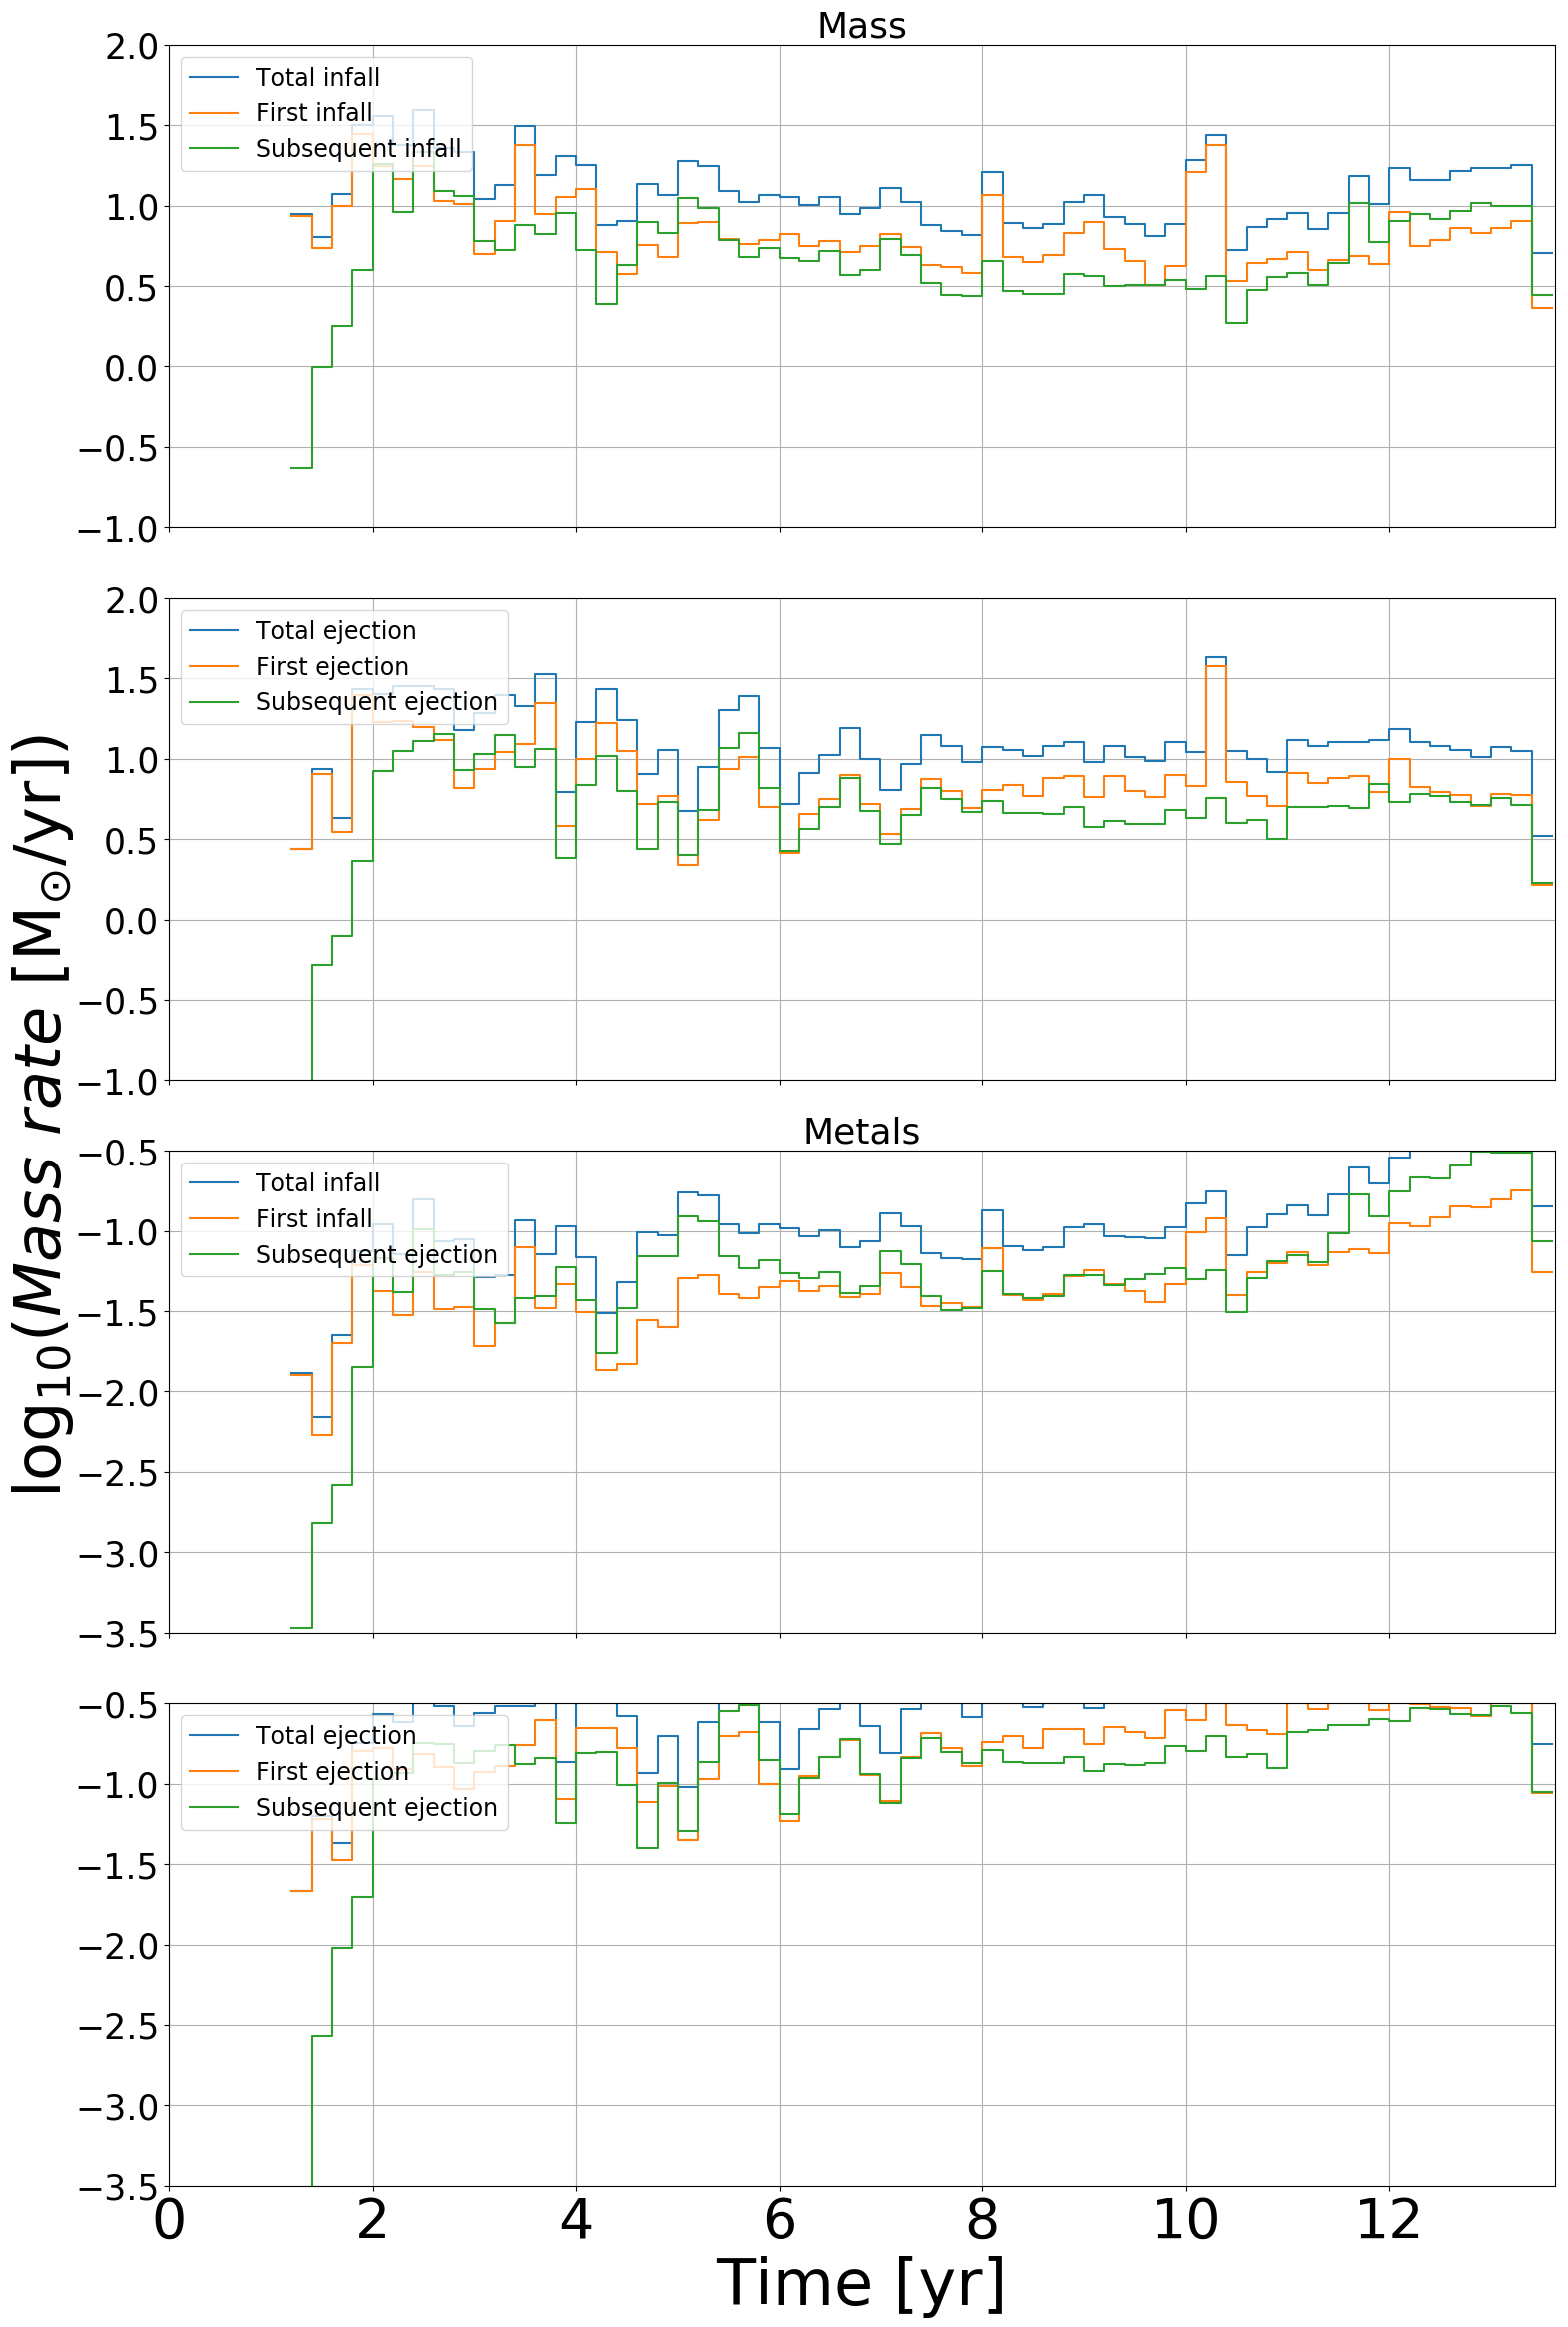 Mass
2.0
1.5
1.0
0.5
0.0
−0.5
−1.0
Total infall
First infall
Subsequent infall
2.0
1.5
1.0
0.5
0.0
−0.5
−1.0
Total ejection
First ejection
Subsequent ejection
log₁₀(Mass rate [M⊙/yr])
Metals
−0.5
−1.0
−1.5
−2.0
−2.5
−3.0
−3.5
Total infall
First infall
Subsequent ejection
−0.5
−1.0
−1.5
−2.0
−2.5
−3.0
−3.5
Total ejection
First ejection
Subsequent ejection
0 2 4 6 8 10 12
Time [yr]